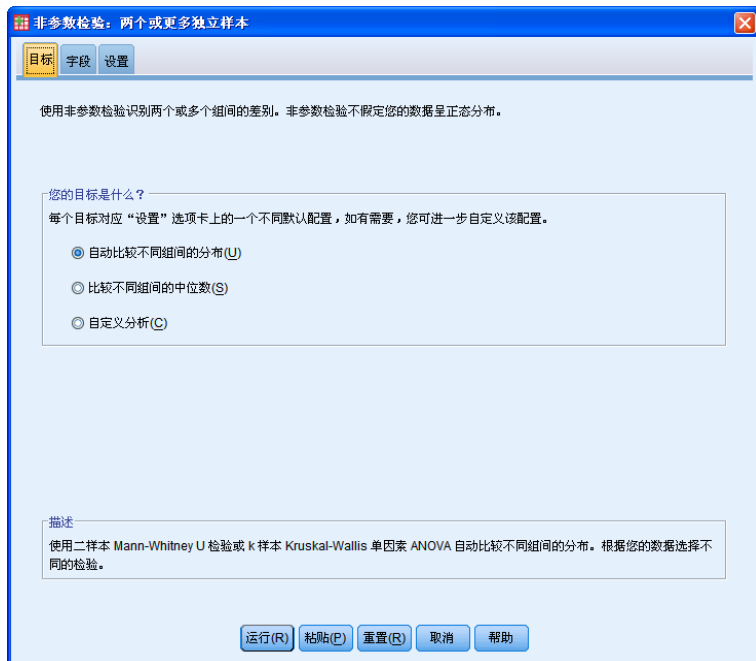 非参数检验：两个或更多独立样本
目标 字段 设置
使用非参数检验识别两个或多个组间的差别。非参数检验不假定您的数据呈正态分布。
您的目标是什么？
每个目标对应“设置”选项卡上的一个不同默认配置，如有需要，您可进一步自定义该配置。
自动比较不同组间的分布(U)
比较不同组间的中位数(S)
自定义分析(C)
描述
使用二样本 Mann-Whitney U 检验或 k 样本 Kruskal-Wallis 单因素 ANOVA 自动比较不同组间的分布。根据您的数据选择不
同的检验。
运行(R) 粘贴(P) 重置(R) 取消 帮助